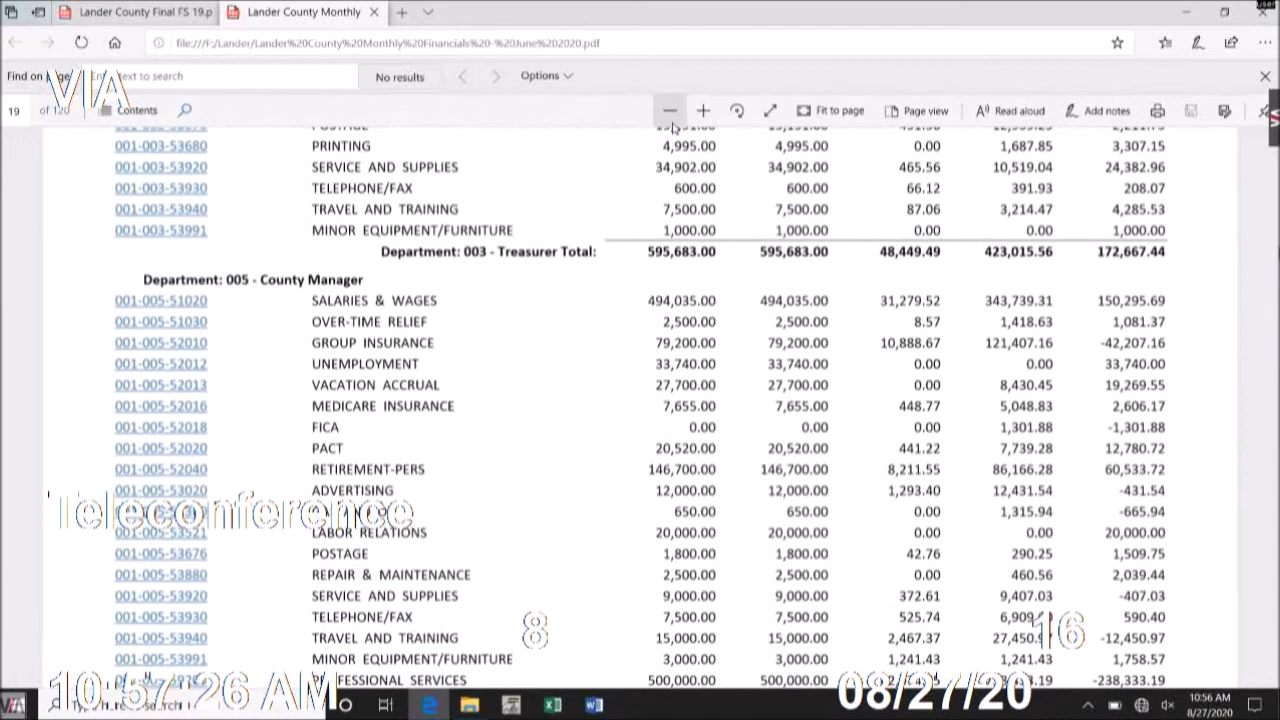 Lander County Final FS 19.p
Lander County Monthly
file:///F:/Lander/Lander%20County%20Monthly%20Financials%20-%20June%202020.pdf
Find on page
text to search
No results
Options
VIA
19 of 120
Contents
Fit to page
Page view
Read aloud
Add notes
001-003-53680 PRINTING 4,995.00 4,995.00 0.00 1,687.85 3,307.15
001-003-53920 SERVICE AND SUPPLIES 34,902.00 34,902.00 465.56 10,519.04 24,382.96
001-003-53930 TELEPHONE/FAX 600.00 600.00 66.12 391.93 208.07
001-003-53940 TRAVEL AND TRAINING 7,500.00 7,500.00 87.06 3,214.47 4,285.53
001-003-53991 MINOR EQUIPMENT/FURNITURE 1,000.00 1,000.00 0.00 0.00 1,000.00
Department: 003 - Treasurer Total: 595,683.00 595,683.00 48,449.49 423,015.56 172,667.44
Department: 005 - County Manager
001-005-51020 SALARIES & WAGES 494,035.00 494,035.00 31,279.52 343,739.31 150,295.69
001-005-51030 OVER-TIME RELIEF 2,500.00 2,500.00 8.57 1,418.63 1,081.37
001-005-52010 GROUP INSURANCE 79,200.00 79,200.00 10,888.67 121,407.16 -42,207.16
001-005-52012 UNEMPLOYMENT 33,740.00 33,740.00 0.00 0.00 33,740.00
001-005-52013 VACATION ACCRUAL 27,700.00 27,700.00 0.00 8,430.45 19,269.55
001-005-52016 MEDICARE INSURANCE 7,655.00 7,655.00 448.77 5,048.83 2,606.17
001-005-52018 FICA 0.00 0.00 0.00 1,301.88 -1,301.88
001-005-52020 PACT 20,520.00 20,520.00 441.22 7,739.28 12,780.72
001-005-52040 RETIREMENT-PERS 146,700.00 146,700.00 8,211.55 86,166.28 60,533.72
001-005-53020 ADVERTISING 12,000.00 12,000.00 1,293.40 12,431.54 -431.54
Teleconference
650.00 650.00 0.00 1,315.94 -665.94
001-005-53521 LABOR RELATIONS 20,000.00 20,000.00 0.00 0.00 20,000.00
001-005-53676 POSTAGE 1,800.00 1,800.00 42.76 290.25 1,509.75
001-005-53880 REPAIR & MAINTENANCE 2,500.00 2,500.00 0.00 460.56 2,039.44
001-005-53920 SERVICE AND SUPPLIES 9,000.00 9,000.00 372.61 9,407.03 -407.03
001-005-53930 TELEPHONE/FAX 7,500.00 7,500.00 525.74 590.40
8 16
001-005-53940 TRAVEL AND TRAINING 15,000.00 15,000.00 2,467.37 -12,450.97
001-005-53991 MINOR EQUIPMENT/FURNITURE 3,000.00 3,000.00 1,241.43 1,241.43 1,758.57
SERVICES 500,000.00 500,000.00 -238,333.19
10:57:26 AM 08/27/20
10:56 AM
8/27/2020